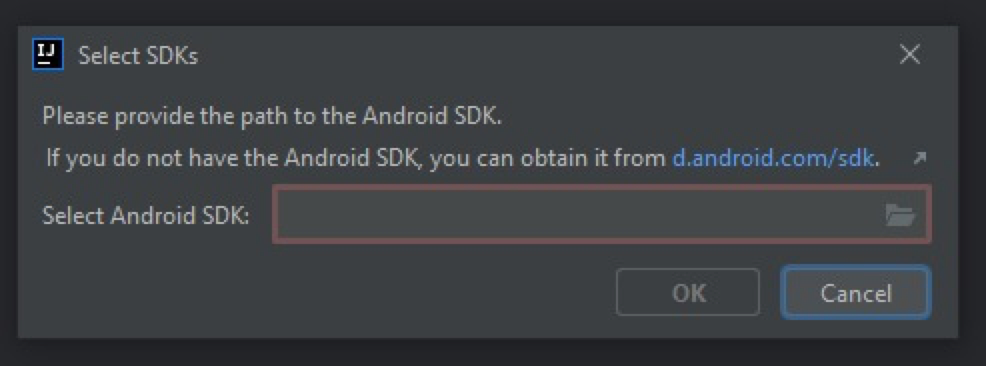 IJ Select SDKs
Please provide the path to the Android SDK.
If you do not have the Android SDK, you can obtain it from d.android.com/sdk.
Select Android SDK:
OK Cancel